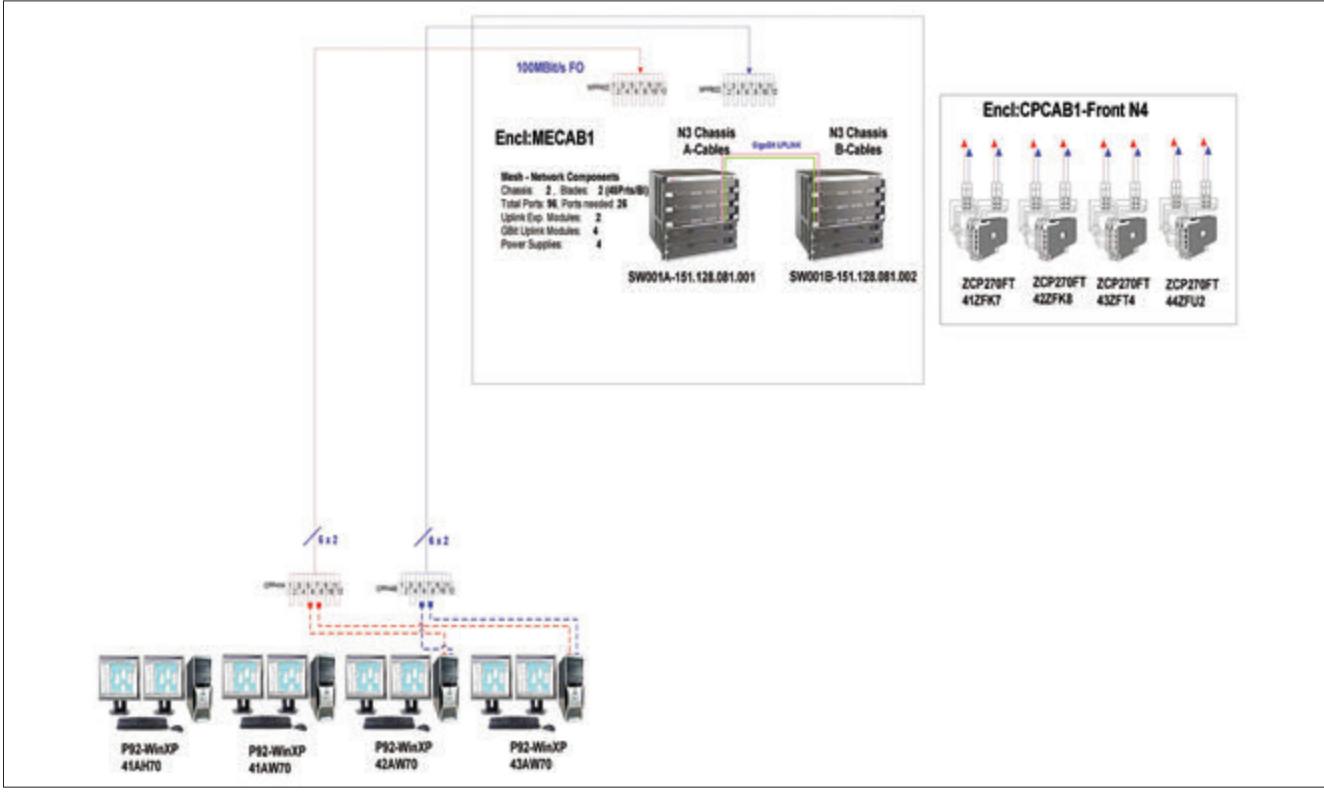 100MBit/s FO
Encl:MECAB1
N3 Chassis
A-Cables
GigaBit UPLINK
N3 Chassis
B-Cables
Mesh - Network Components
Chassis: 2 , Blades: 2 (48Prts/Bl)
Total Ports: 96, Ports needed: 26
Uplink Exp. Modules: 2
GBit Uplink Modules: 4
Power Supplies: 4
SW001A-151.128.081.001
SW001B-151.128.081.002
Encl:CPCAB1-Front N4
ZCP270FT
41ZFK7
ZCP270FT
42ZFK8
ZCP270FT
43ZFT4
ZCP270FT
44ZFU2
6 x 2
6 x 2
P92-WinXP
41AH70
P92-WinXP
41AW70
P92-WinXP
42AW70
P92-WinXP
43AW70